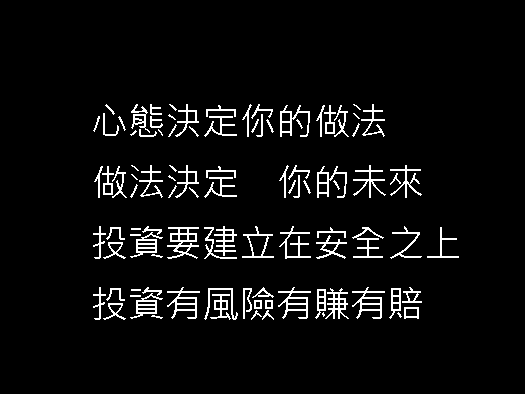 心態決定你的做法
做法決定　你的未來
投資要建立在安全之上
投資有風險有賺有賠